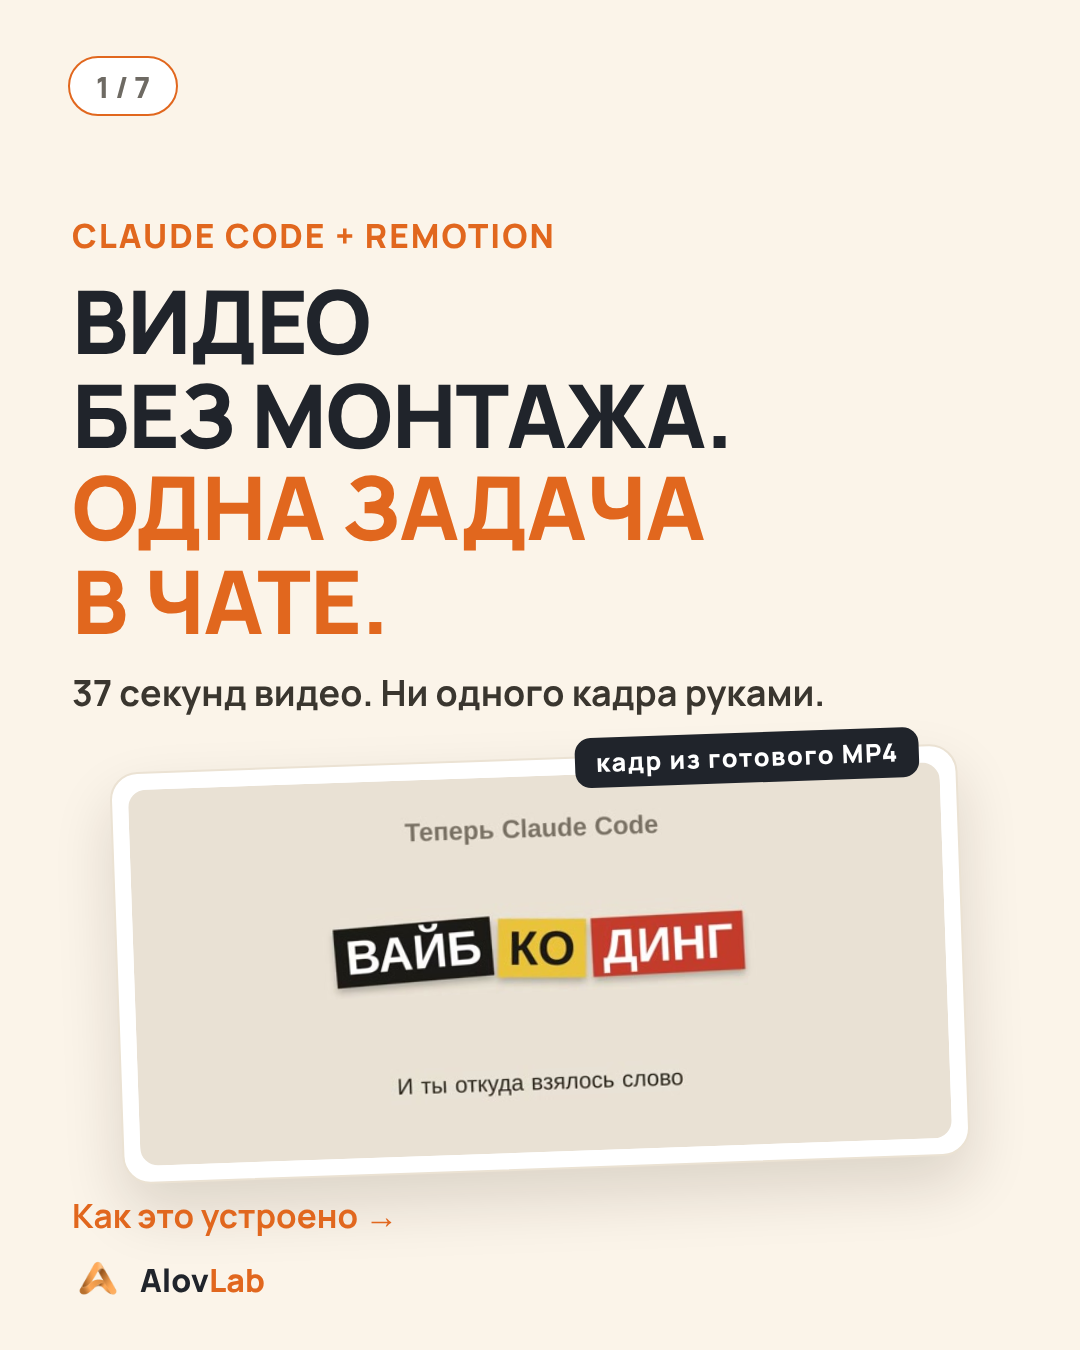 1 / 7
CLAUDE CODE + REMOTION
ВИДЕО
БЕЗ МОНТАЖА.
ОДНА ЗАДАЧА
В ЧАТЕ.
37 секунд видео. Ни одного кадра руками.
кадр из готового MP4
Теперь Claude Code
ВАЙБ КО ДИНГ
И ты откуда взялось слово
Как это устроено →
AlovLab